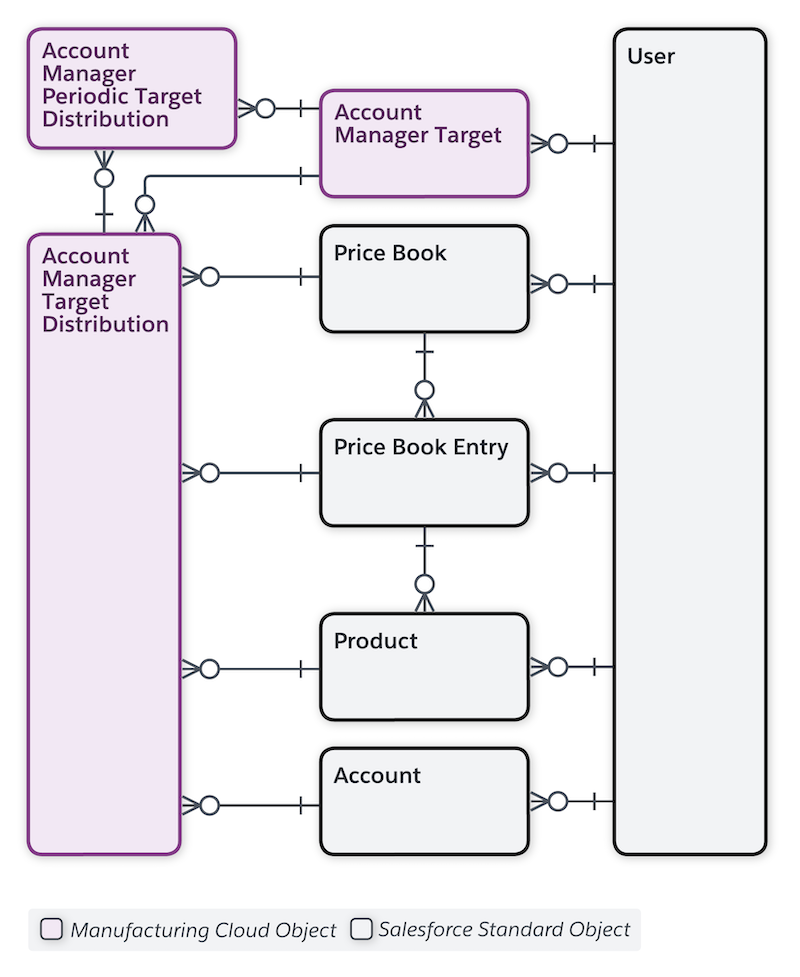 Account
Manager
Periodic Target
Distribution
Account
Manager Target
User
Account
Manager
Target
Distribution
Price Book
Price Book Entry
Product
Account
Manufacturing Cloud Object
Salesforce Standard Object